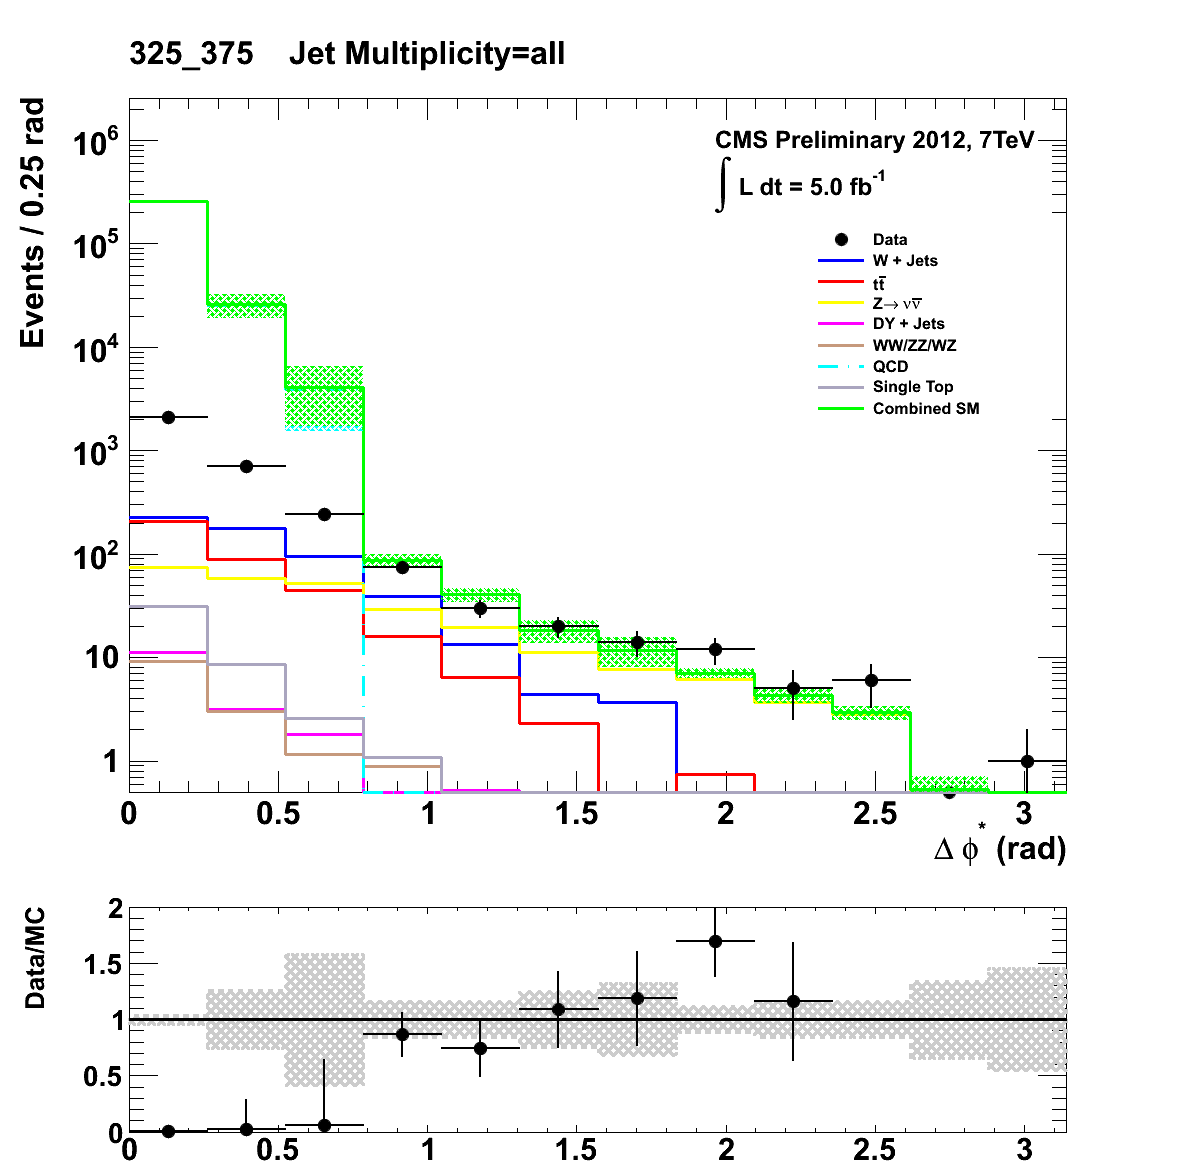 325_375 Jet Multiplicity=all
Events / 0.25 rad
10⁶
10⁵
10⁴
10³
10²
10
1
CMS Preliminary 2012, 7TeV
∫ L dt = 5.0 fb⁻¹
Data
W + Jets
tt̅
Z→ νν̅
DY + Jets
WW/ZZ/WZ
QCD
Single Top
Combined SM
0 0.5 1 1.5 2 2.5 3
Δ ϕ* (rad)
Data/MC
2
1.5
1
0.5
0
0 0.5 1 1.5 2 2.5 3